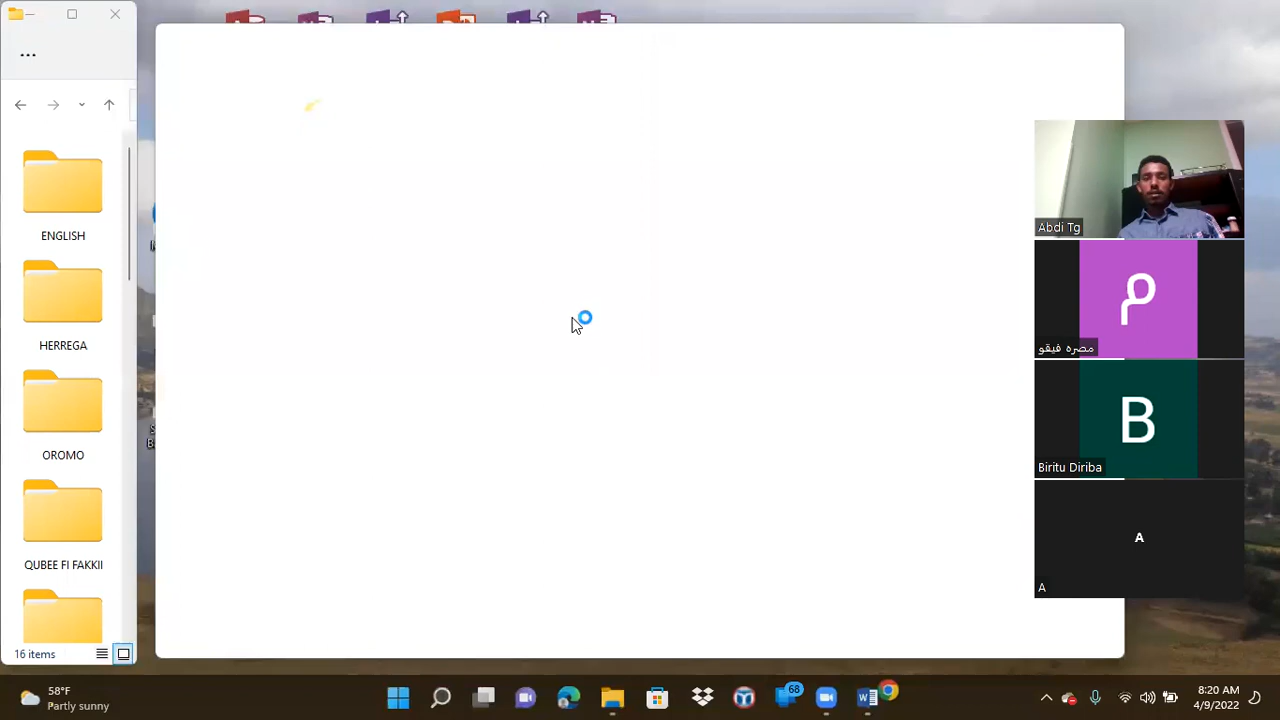 ...
ENGLISH
HERREGA
OROMO
QUBEE FI FAKKII
16 items
Abdi Tg
م
مصره فيقو
B
Biritu Diriba
A
A
58°F
Partly sunny
68
8:20 AM
4/9/2022